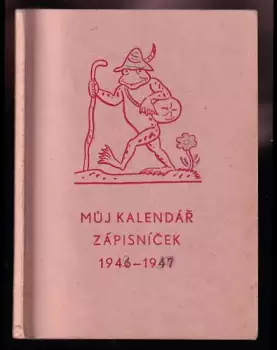 MŮJ KALENDÁŘ
ZÁPISNÍČEK
1946-1947